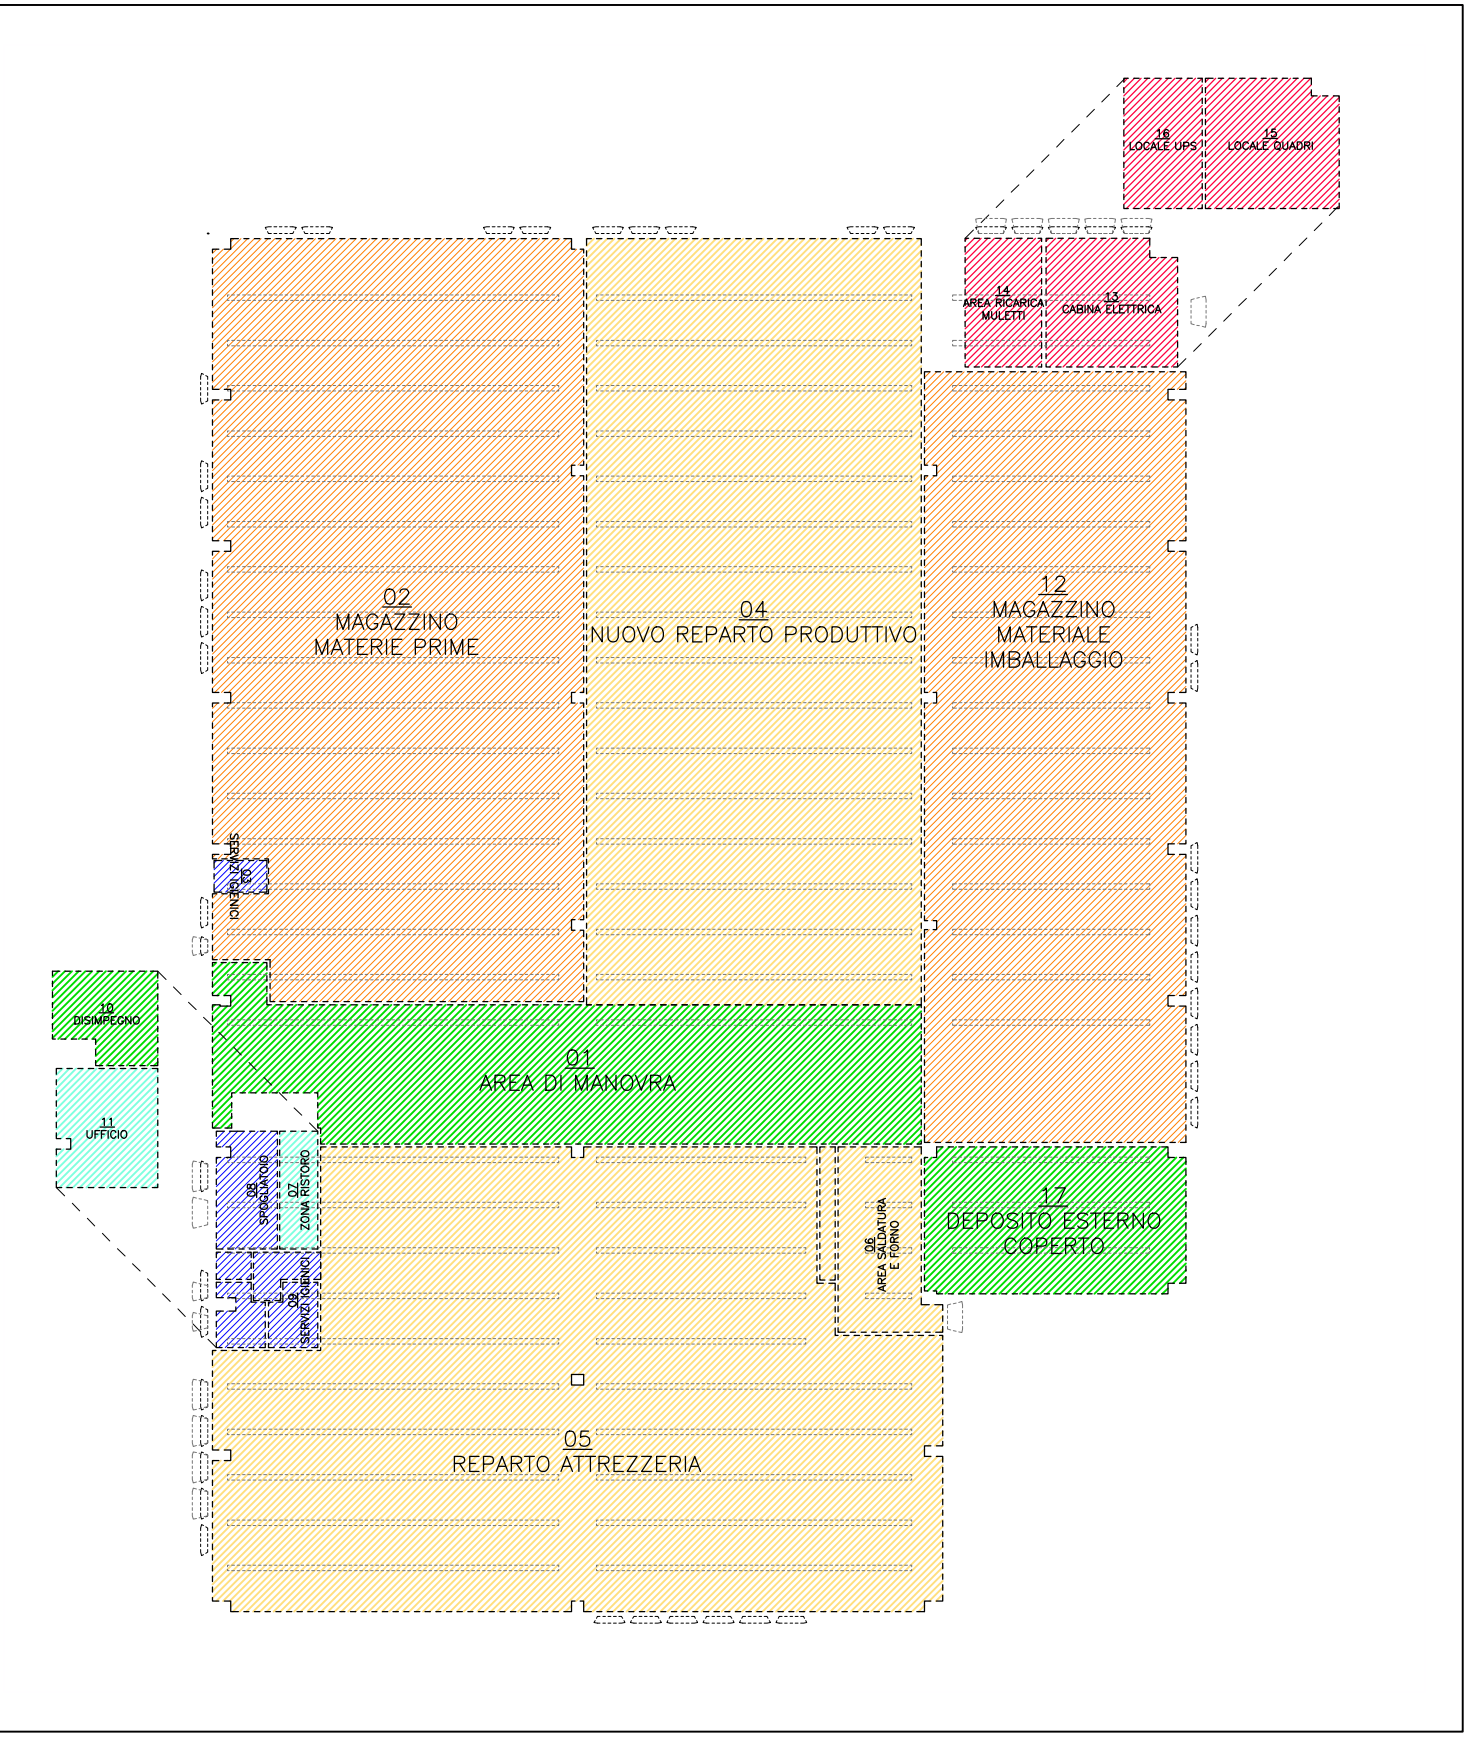 16
LOCALE UPS
15
LOCALE QUADRI
14
AREA RICARICA
MULETTI
13
CABINA ELETTRICA
02
MAGAZZINO
MATERIE PRIME
04
NUOVO REPARTO PRODUTTIVO
12
MAGAZZINO
MATERIALE
IMBALLAGGIO
03
SERVIZI IGIENICI
10
DISIMPEGNO
11
UFFICIO
01
AREA DI MANOVRA
08
SPOGLIATOIO
07
ZONA RISTORO
09
SERVIZI IGIENICI
06
AREA SALDATURA
E FORNO
17
DEPOSITO ESTERNO
COPERTO
05
REPARTO ATTREZZERIA